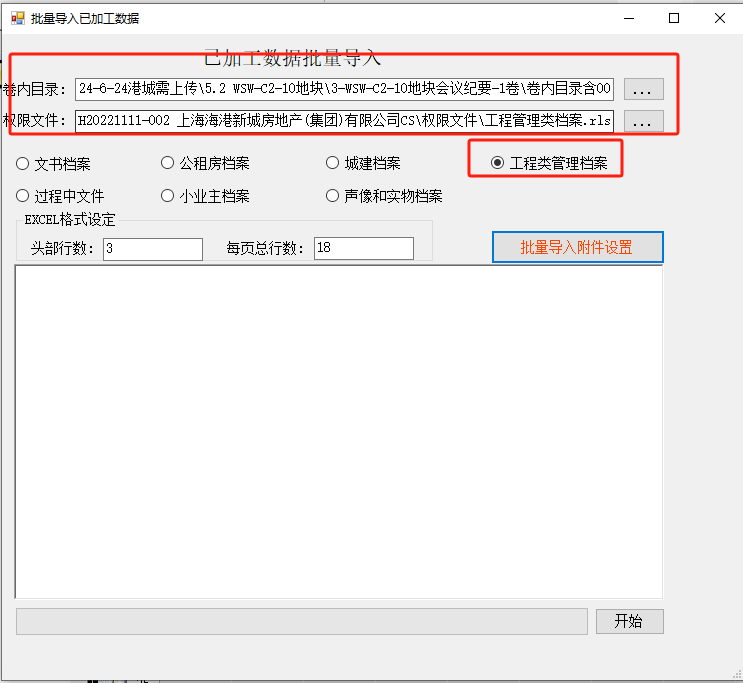 批量导入已加工数据
已加工数据批量导入
卷内目录: 24-6-24港城需上传\5.2 WSW-C2-10地块\3-WSW-C2-10地块会议纪要-1卷\卷内目录含00 ...
权限文件: H20221111-002 上海海港新城房地产(集团)有限公司CS\权限文件\工程管理类档案.rls ...
文书档案 公租房档案 城建档案 工程类管理档案
过程中文件 小业主档案 声像和实物档案
EXCEL格式设定
头部行数: 3 每页总行数: 18 批量导入附件设置
开始